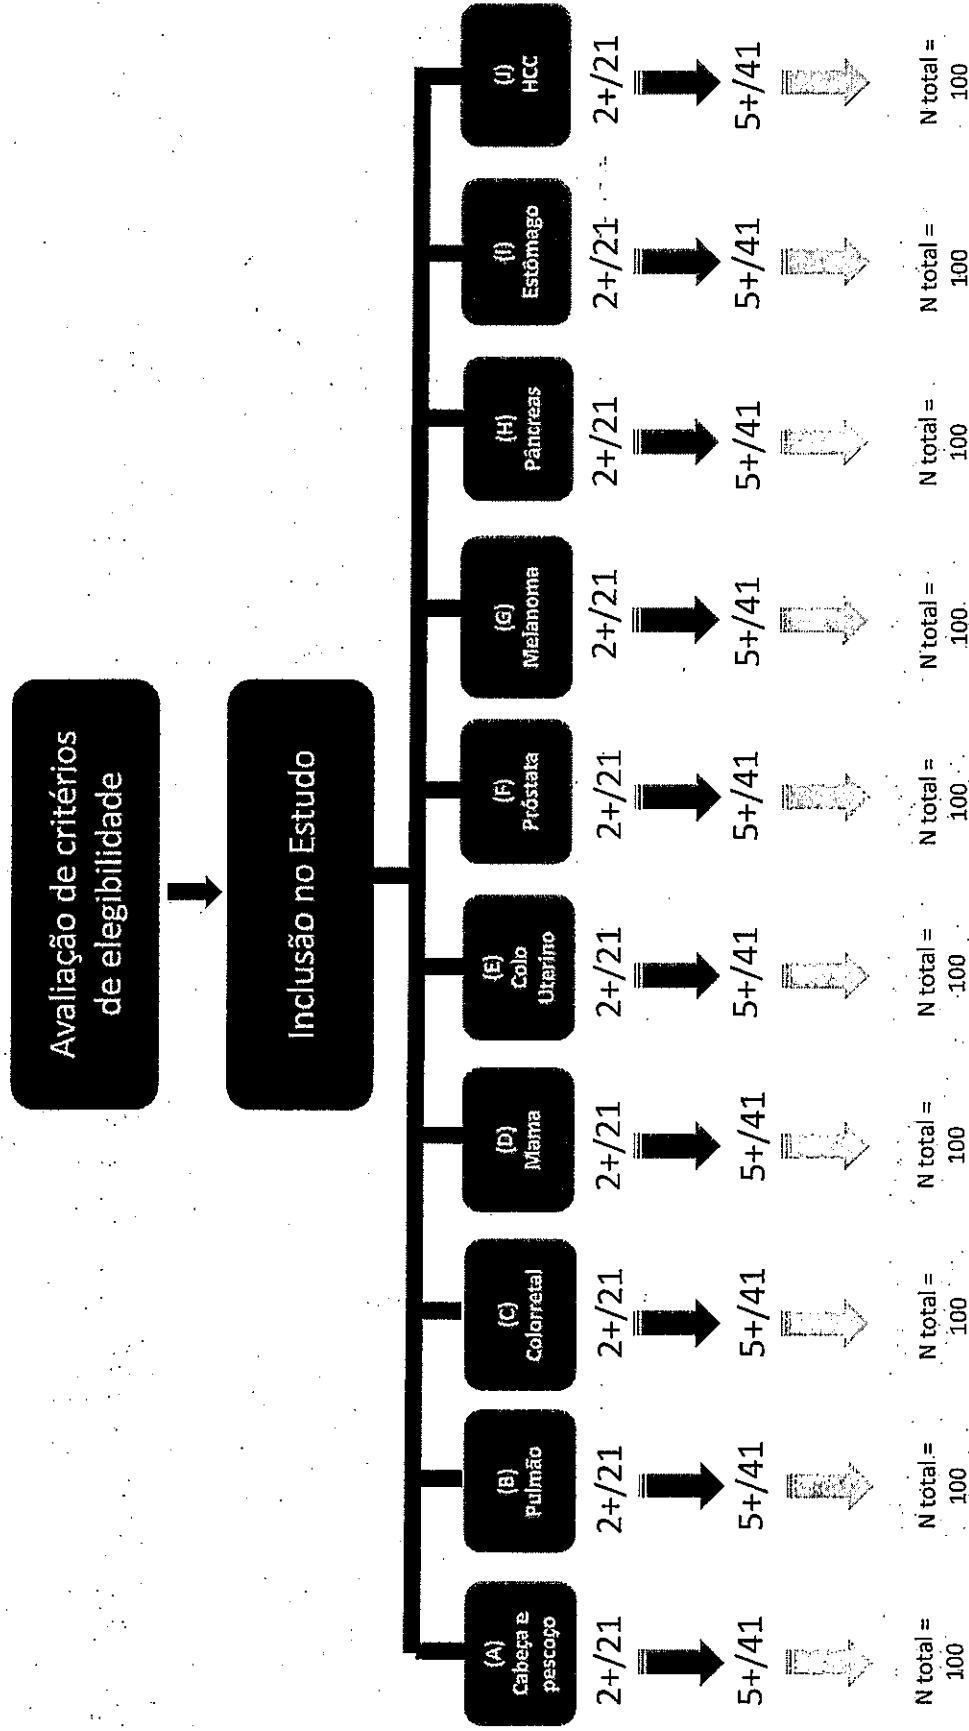 Avaliação de critérios
de elegibilidade
Inclusão no Estudo
(A)
Cabeça e
pescoço
(B)
Pulmão
(C)
Colorretal
(D)
Mama
(E)
Colo
Uterino
(F)
Próstata
(G)
Melanoma
(H)
Pâncreas
(I)
Estômago
(J)
HCC
2+/21
2+/21
2+/21
2+/21
2+/21
2+/21
2+/21
2+/21
2+/21
2+/21
5+/41
5+/41
5+/41
5+/41
5+/41
5+/41
5+/41
5+/41
5+/41
5+/41
N total =
100
N total =
100
N total =
100
N total =
100
N total =
100
N total =
100
N total =
100
N total =
100
N total =
100
N total =
100